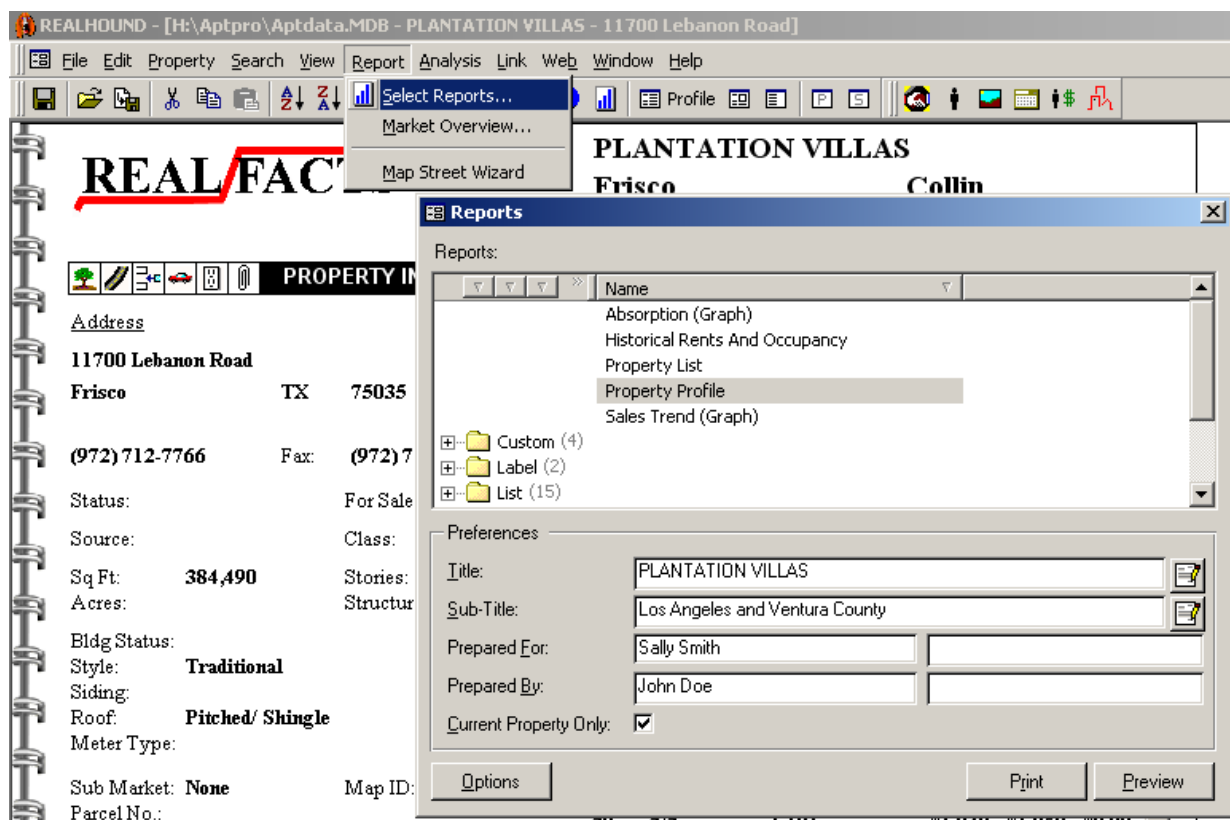 REALHOUND - [H:\Aptpro\Aptdata.MDB - PLANTATION VILLAS - 11700 Lebanon Road]
File Edit Property Search View Report Analysis Link Web Window Help
Profile P S
Select Reports...
Market Overview...
Map Street Wizard
REAL FAC
PLANTATION VILLAS
Frisco Collin
PROPERTY IN
Address
11700 Lebanon Road
Frisco TX 75035
(972) 712-7766 Fax: (972) 7
Status: For Sale
Source: Class:
Sq Ft: 384,490 Stories:
Acres: Structur
Bldg Status:
Style: Traditional
Siding:
Roof: Pitched/ Shingle
Meter Type:
Sub Market: None Map ID:
Parcel No.:
Reports
Reports:
Name
Absorption (Graph)
Historical Rents And Occupancy
Property List
Property Profile
Sales Trend (Graph)
Custom (4)
Label (2)
List (15)
Preferences
Title: PLANTATION VILLAS
Sub-Title: Los Angeles and Ventura County
Prepared For: Sally Smith
Prepared By: John Doe
Current Property Only:
Options Print Preview